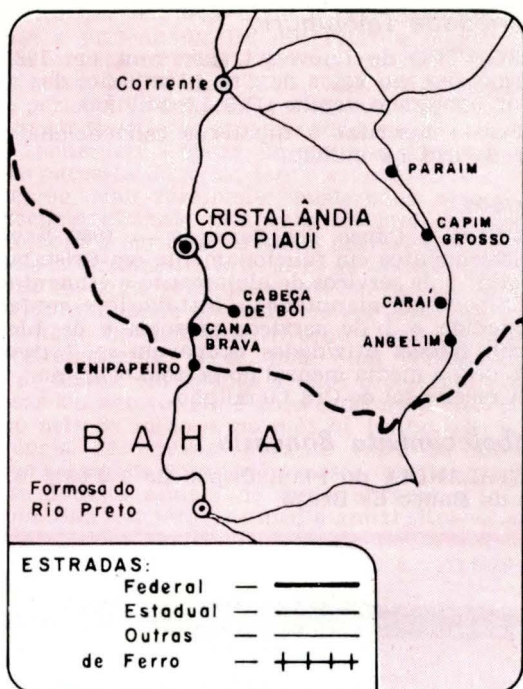 Corrente
PARAIM
CRISTALÂNDIA
DO PIAUI
CAPIM
GROSSO
CABEÇA
DE BOI
CARAÍ
CANA
BRAVA
ANGELIM
GENIPAPEIRO
BAHIA
Formosa do
Rio Preto
ESTRADAS:
Federal —
Estadual —
Outras —
de Ferro —